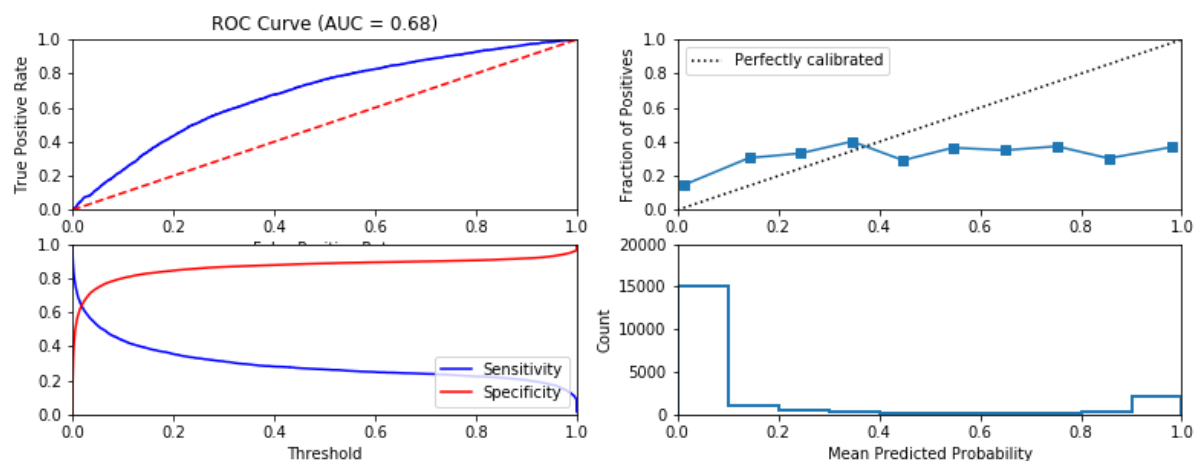 ROC Curve (AUC = 0.68)
True Positive Rate
1.0
0.8
0.6
0.4
0.2
0.0
0.0 0.2 0.4 0.6 0.8 1.0
Fraction of Positives
1.0
0.8
0.6
0.4
0.2
0.0
Perfectly calibrated
0.0 0.2 0.4 0.6 0.8 1.0
1.0
0.8
0.6
0.4
0.2
0.0
Sensitivity
Specificity
0.0 0.2 0.4 0.6 0.8 1.0
Threshold
Count
20000
15000
10000
5000
0
0.0 0.2 0.4 0.6 0.8 1.0
Mean Predicted Probability